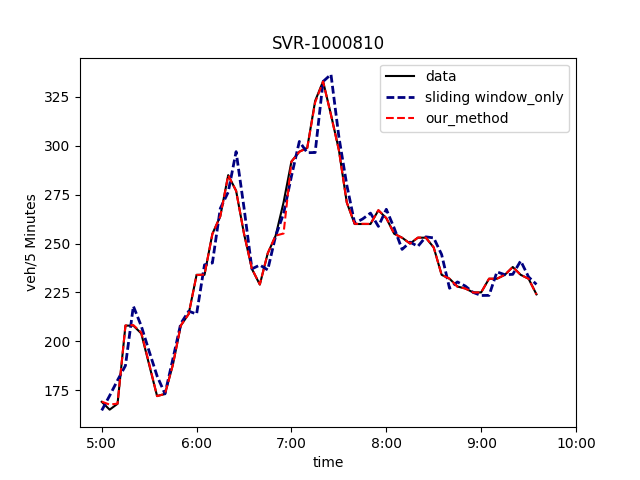 SVR-1000810
data
sliding window_only
our_method
veh/5 Minutes
325
300
275
250
225
200
175
5:00 6:00 7:00 8:00 9:00 10:00
time